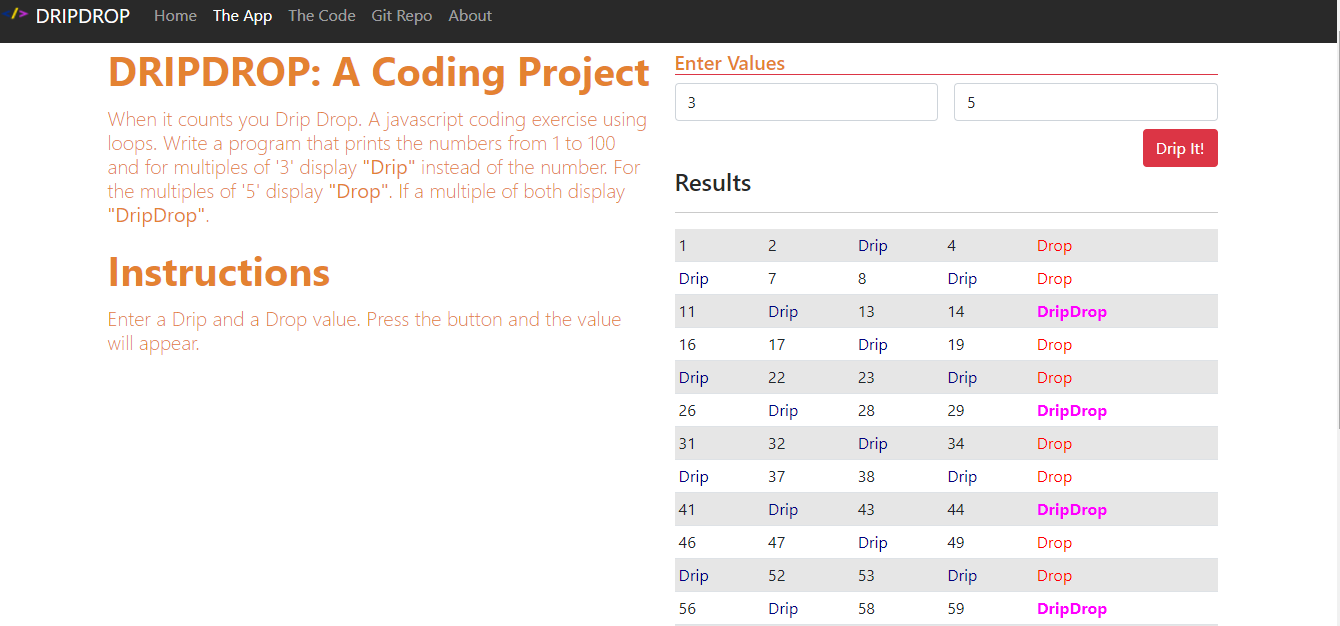 </> DRIPDROP Home The App The Code Git Repo About
DRIPDROP: A Coding Project
When it counts you Drip Drop. A javascript coding exercise using
loops. Write a program that prints the numbers from 1 to 100
and for multiples of '3' display "Drip" instead of the number. For
the multiples of '5' display "Drop". If a multiple of both display
"DripDrop".
Instructions
Enter a Drip and a Drop value. Press the button and the value
will appear.
Enter Values
3 5
Drip It!
Results
1 2 Drip 4 Drop
Drip 7 8 Drip Drop
11 Drip 13 14 DripDrop
16 17 Drip 19 Drop
Drip 22 23 Drip Drop
26 Drip 28 29 DripDrop
31 32 Drip 34 Drop
Drip 37 38 Drip Drop
41 Drip 43 44 DripDrop
46 47 Drip 49 Drop
Drip 52 53 Drip Drop
56 Drip 58 59 DripDrop